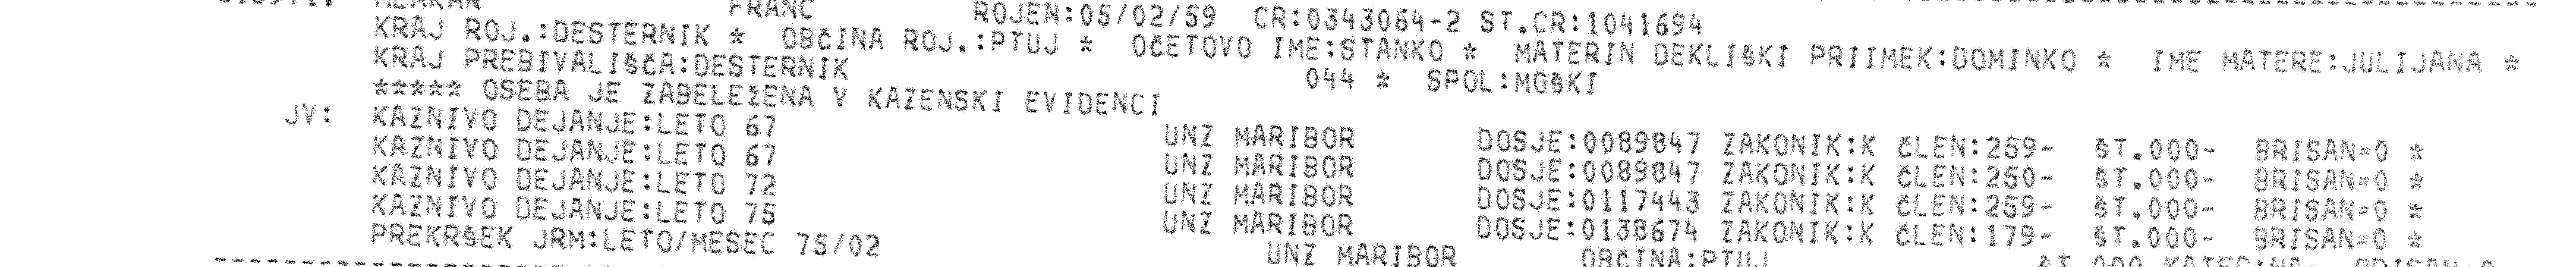 FRANC ROJEN:05/02/59 CR:0343064-2 ST.CR:1041694
KRAJ ROJ.:DESTERNIK * OBČINA ROJ.:PTUJ * OČETOVO IME:STANKO * MATERIN DEKLIŠKI PRIIMEK:DOMINKO * IME MATERE:JULIJANA *
KRAJ PREBIVALIŠČA:DESTERNIK 044 * SPOL:MOŠKI
***** OSEBA JE ZABELEŽENA V KAZENSKI EVIDENCI
JV: KAZNIVO DEJANJE:LETO 67 UNZ MARIBOR DOSJE:0089847 ZAKONIK:K ČLEN:259- ŠT.000- BRISAN=0 *
KAZNIVO DEJANJE:LETO 67 UNZ MARIBOR DOSJE:0089847 ZAKONIK:K ČLEN:250- ŠT.000- BRISAN=0 *
KAZNIVO DEJANJE:LETO 72 UNZ MARIBOR DOSJE:0117443 ZAKONIK:K ČLEN:259- ŠT.000- BRISAN=0 *
KAZNIVO DEJANJE:LETO 75 UNZ MARIBOR DOSJE:0138674 ZAKONIK:K ČLEN:179- ŠT.000- BRISAN=0 *
PREKRŠEK JRM:LETO/MESEC 75/02 UNZ MARIBOR OBČINA:PTUJ